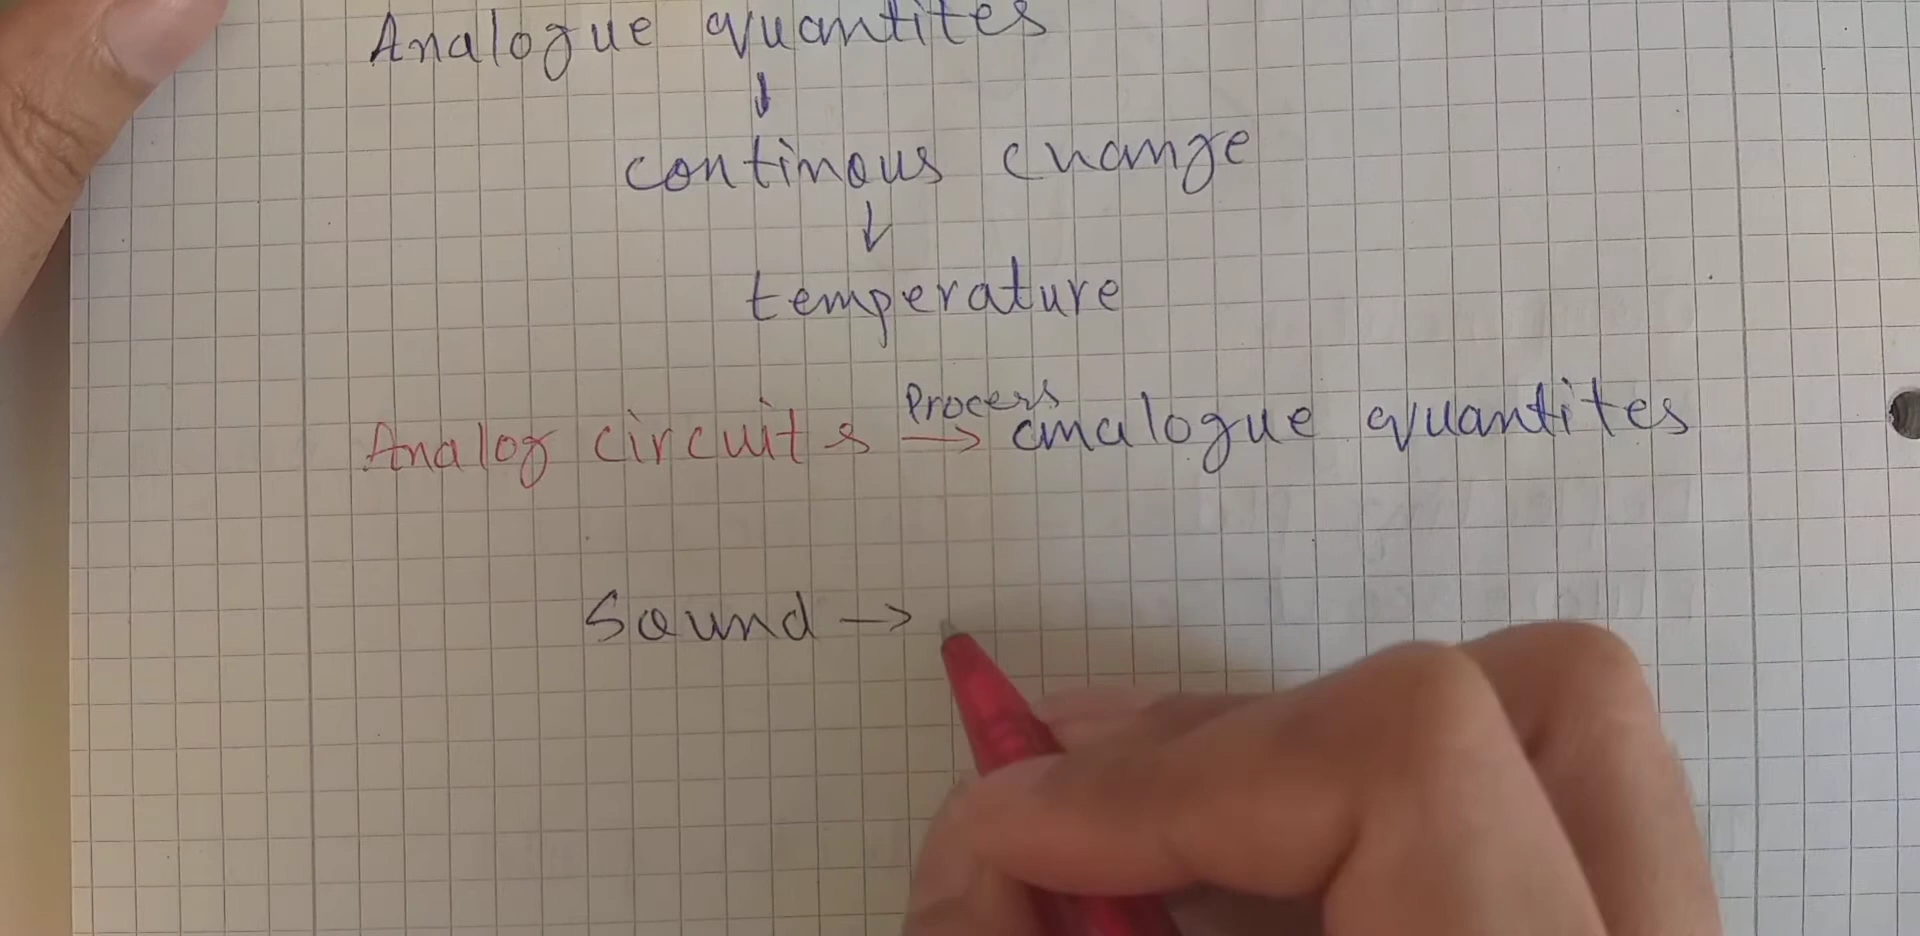 Analogue quantites
↓
continous change
↓
temperature
Process
Analog circuits → analogue quantites
Sound →